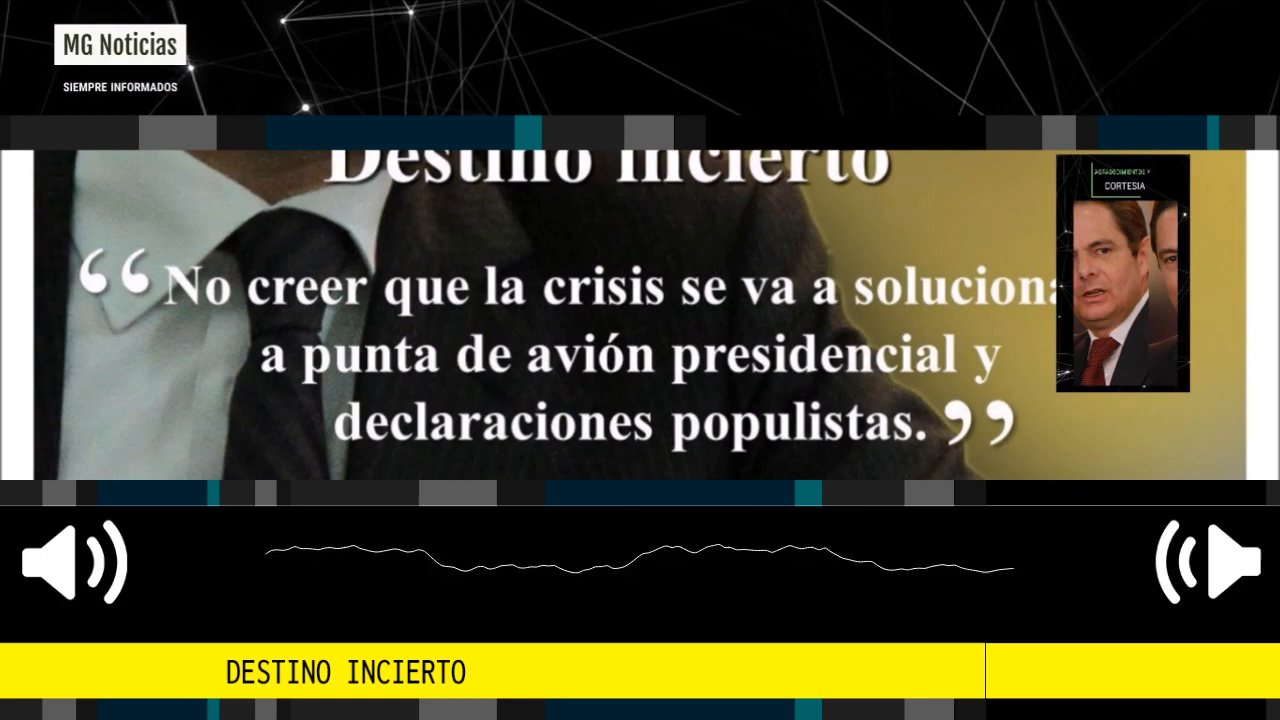 MG Noticias
SIEMPRE INFORMADOS
Destino incierto
AGRADECIMIENTOS Y
CORTESIA
“No creer que la crisis se va a soluciona
a punta de avión presidencial y
declaraciones populistas.”
DESTINO INCIERTO